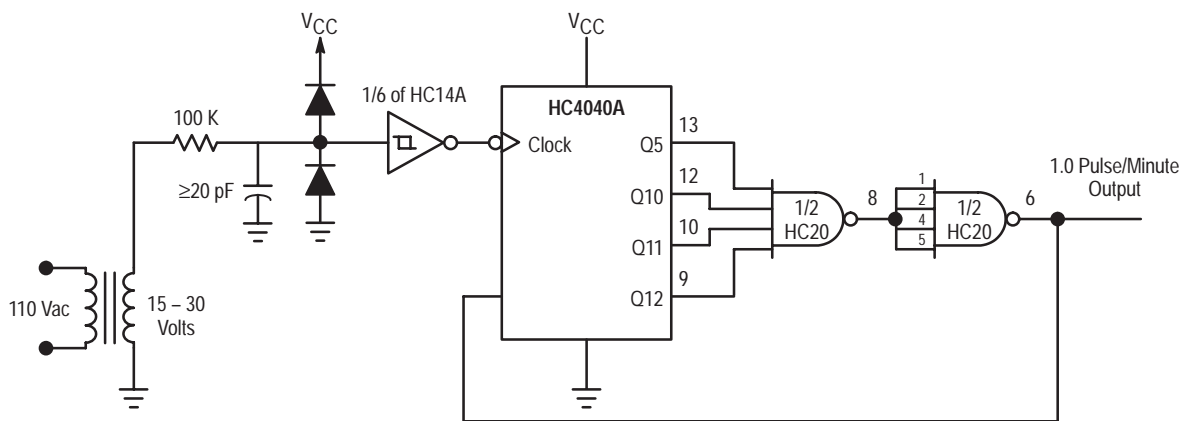 VCC
VCC
1/6 of HC14A
HC4040A
100 K
Clock
≥20 pF
13
Q5
12
Q10
10
Q11
9
Q12
1/2
HC20
8
1
2
4
5
1/2
HC20
6
1.0 Pulse/Minute
Output
110 Vac
15 – 30
Volts